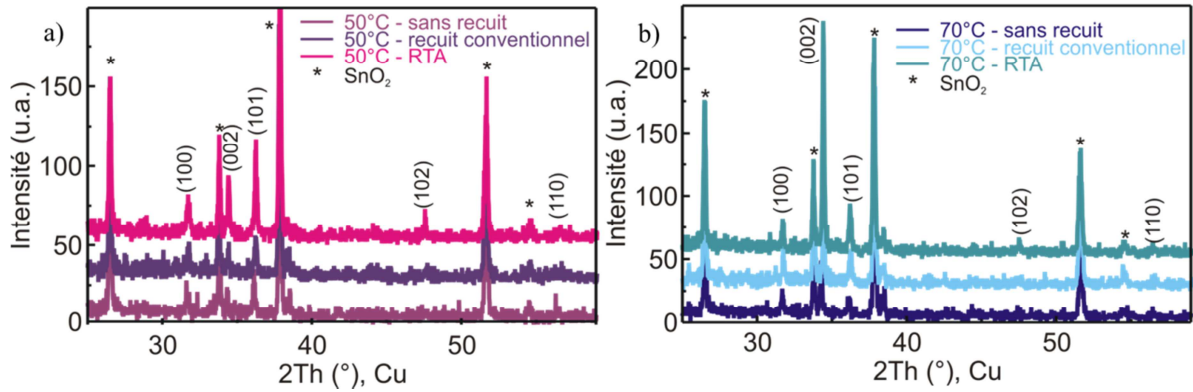 a)
50°C - sans recuit
50°C - recuit conventionnel
50°C - RTA
* SnO₂
Intensité (u.a.)
150
100
50
0
*
(100)
*
(002)
(101)
*
(102)
*
*
(110)
30
40
50
2Th (°), Cu
b)
70°C - sans recuit
70°C - recuit conventionnel
70°C - RTA
* SnO₂
Intensité (u.a.)
200
150
100
50
0
*
(100)
*
(002)
(101)
*
(102)
*
*
(110)
30
40
50
2Th (°), Cu